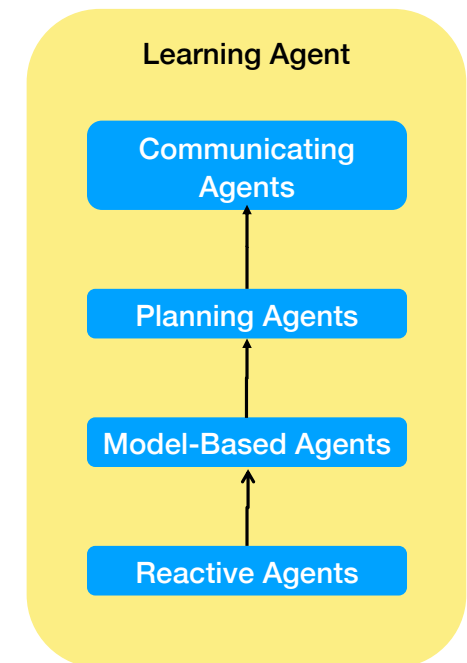 Learning Agent
Communicating
Agents
Planning Agents
Model-Based Agents
Reactive Agents